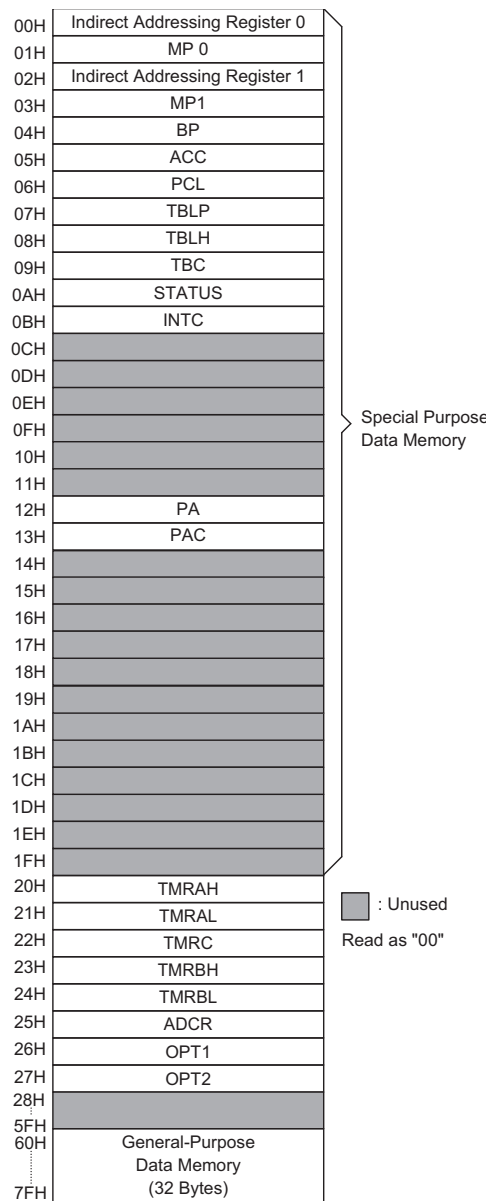 00H Indirect Addressing Register 0
01H MP 0
02H Indirect Addressing Register 1
03H MP1
04H BP
05H ACC
06H PCL
07H TBLP
08H TBLH
09H TBC
0AH STATUS
0BH INTC
0CH
0DH
0EH
0FH
10H
11H
Special Purpose
Data Memory
12H PA
13H PAC
14H
15H
16H
17H
18H
19H
1AH
1BH
1CH
1DH
1EH
1FH
20H TMRAH
21H TMRAL
22H TMRC
23H TMRBH
24H TMRBL
25H ADCR
26H OPT1
27H OPT2
: Unused
Read as "00"
28H
5FH
60H General-Purpose
Data Memory
7FH (32 Bytes)